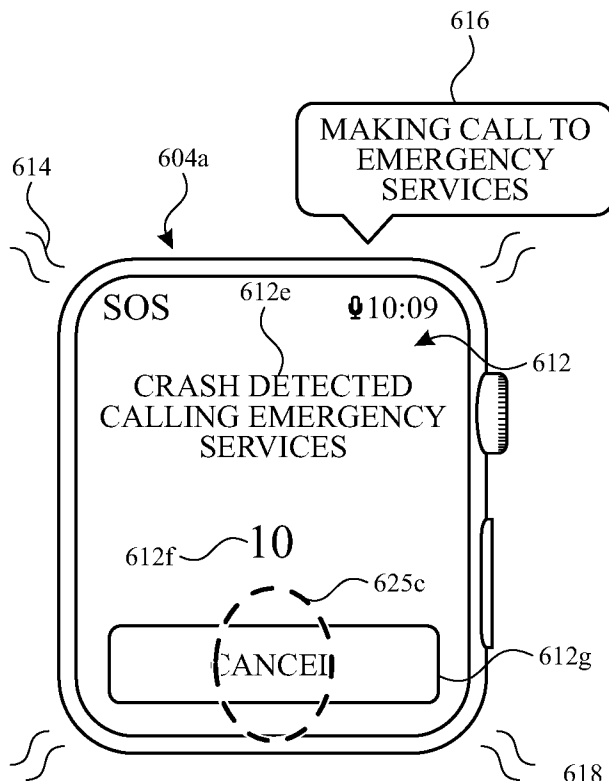 616
MAKING CALL TO
EMERGENCY
SERVICES
614
604a
SOS
612e
10:09
612
CRASH DETECTED
CALLING EMERGENCY
SERVICES
612f
10
625c
CANCEL
612g
618